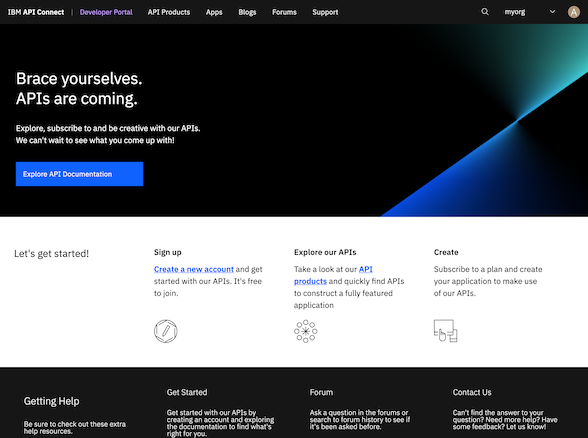 IBM API Connect | Developer Portal API Products Apps Blogs Forums Support myorg A
Brace yourselves.
APIs are coming.
Explore, subscribe to and be creative with our APIs.
We can't wait to see what you come up with!
Explore API Documentation
Let's get started!
Sign up
Create a new account and get
started with our APIs. It's free
to join.
Explore our APIs
Take a look at our API
products and quickly find APIs
to construct a fully featured
application
Create
Subscribe to a plan and create
your application to make use
of our APIs.
Getting Help
Be sure to check out these extra
help resources.
Get Started
Get started with our APIs by
creating an account and exploring
the documentation to find what's
right for you.
Forum
Ask a question in the forums or
search to forum history to see if
it's been asked before.
Contact Us
Can't find the answer to your
question? Need more help? Have
some feedback? Let us know!